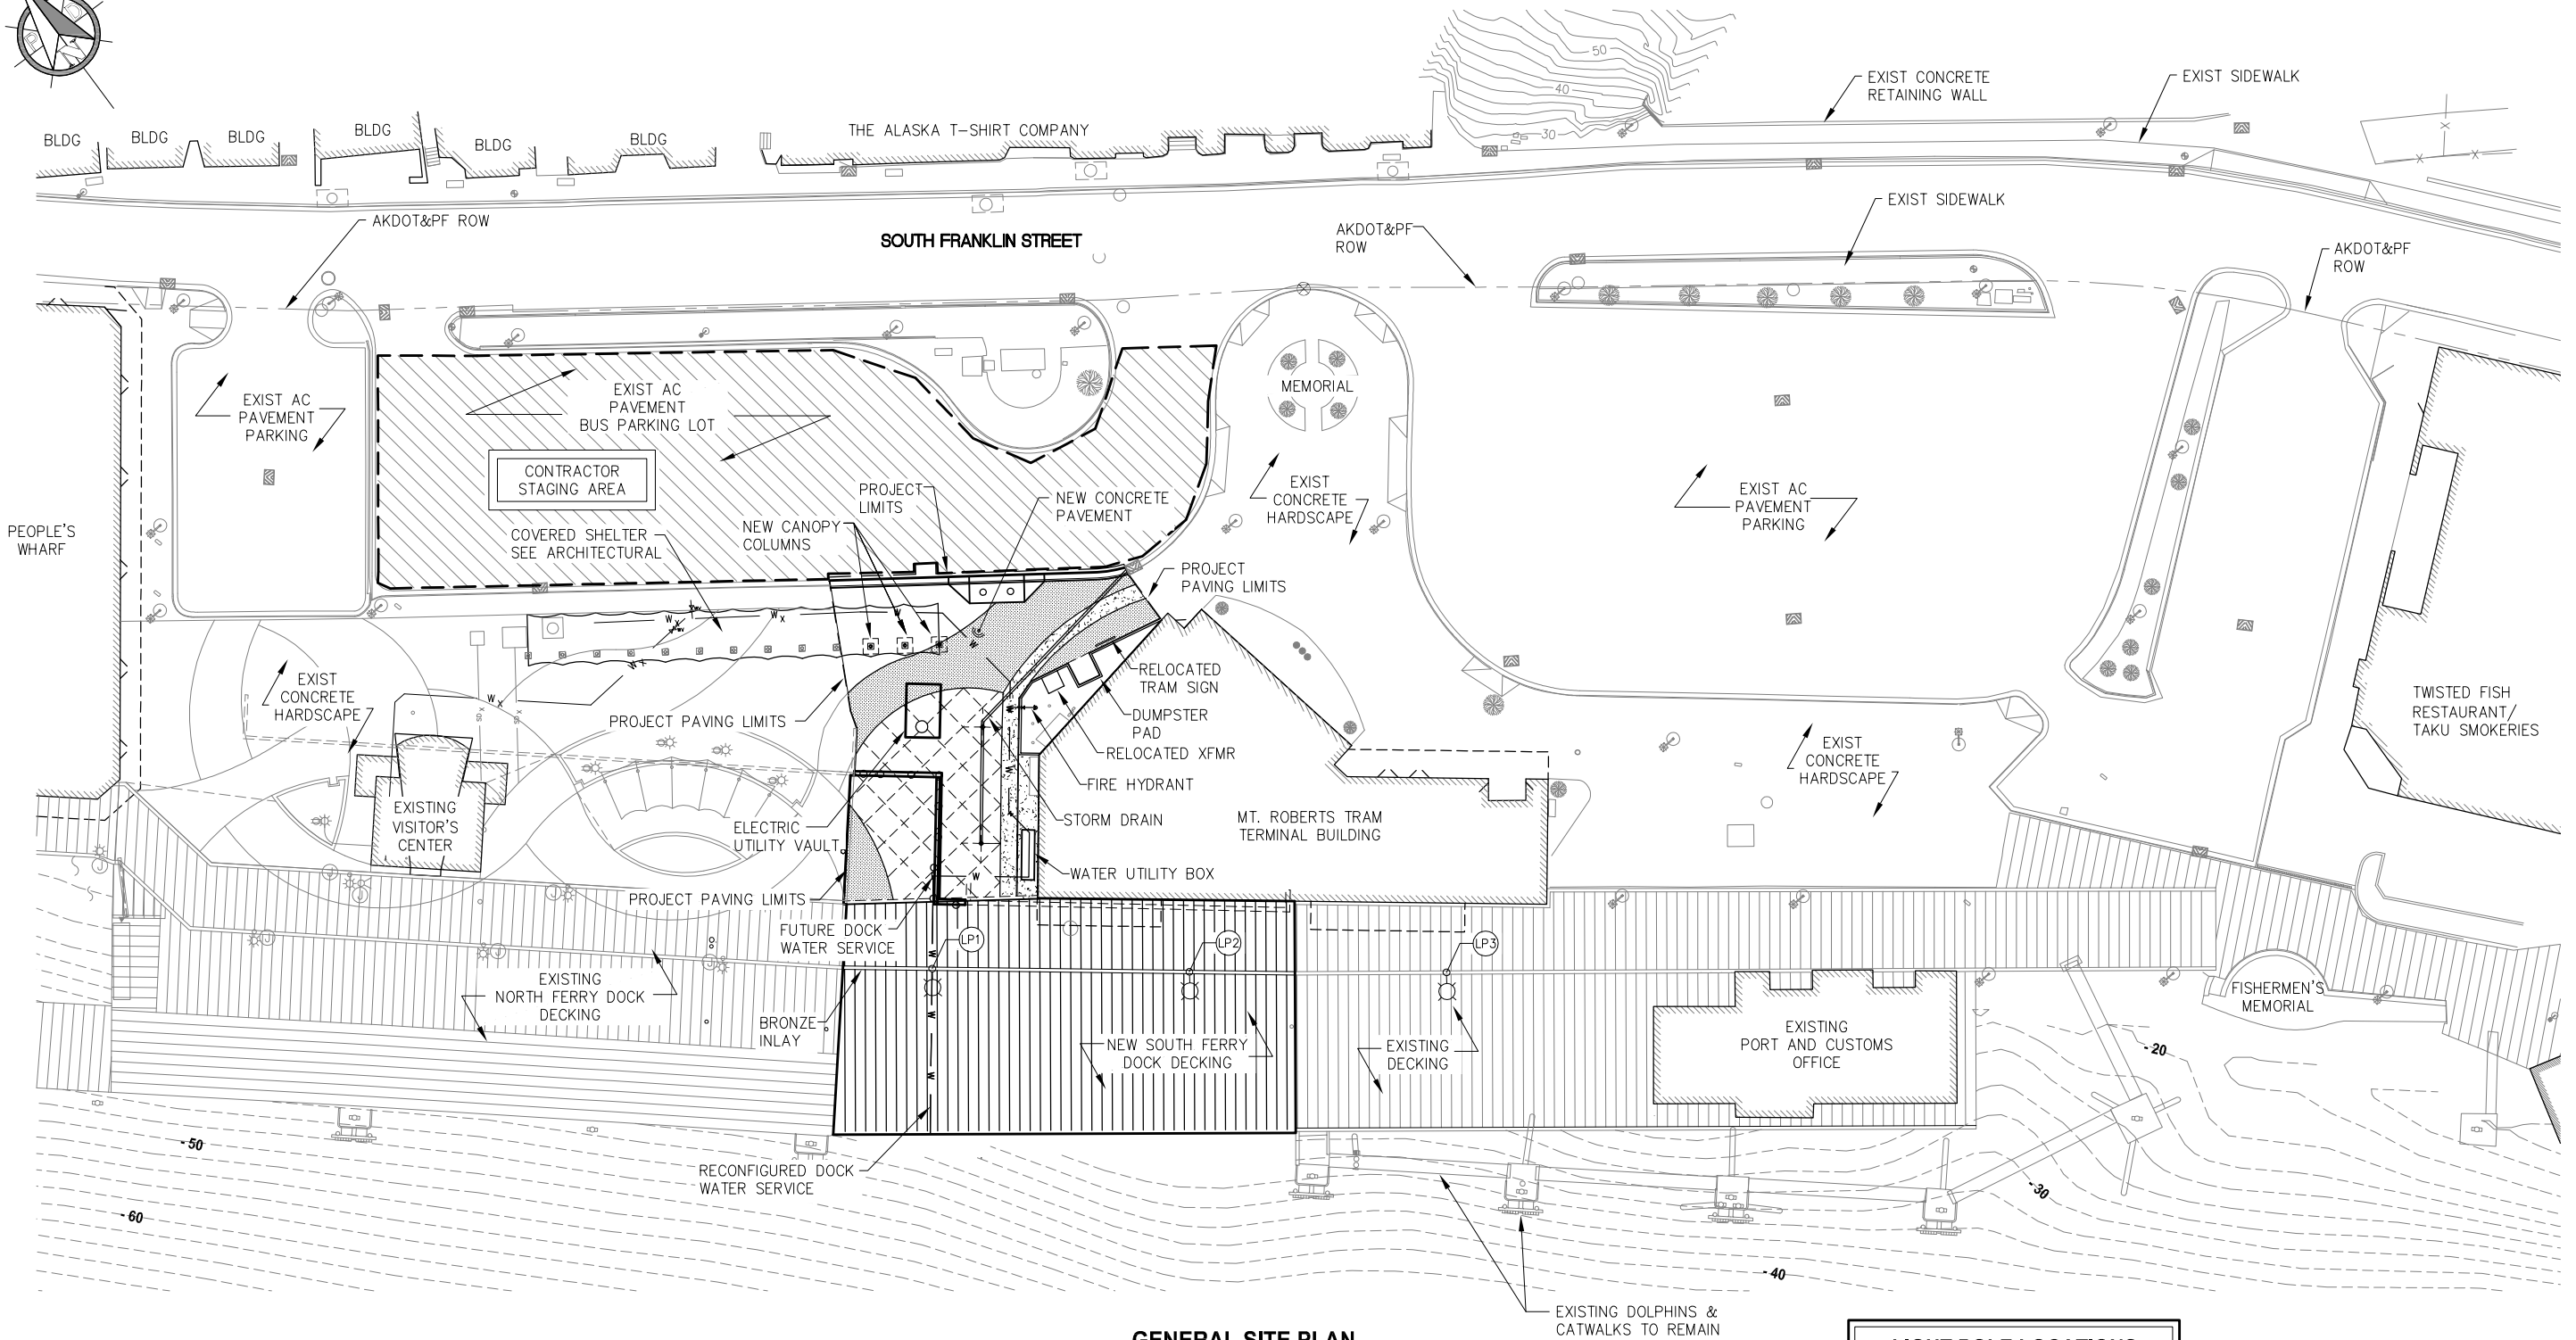 50
40
30
EXIST CONCRETE
RETAINING WALL
EXIST SIDEWALK
BLDG
BLDG
BLDG
BLDG
BLDG
BLDG
THE ALASKA T-SHIRT COMPANY
AKDOT&PF ROW
SOUTH FRANKLIN STREET
AKDOT&PF
ROW
EXIST SIDEWALK
AKDOT&PF
ROW
EXIST AC
PAVEMENT
PARKING
EXIST AC
PAVEMENT
BUS PARKING LOT
MEMORIAL
CONTRACTOR
STAGING AREA
PROJECT
LIMITS
NEW CONCRETE
PAVEMENT
EXIST
CONCRETE
HARDSCAPE
EXIST AC
PAVEMENT
PARKING
PEOPLE'S
WHARF
COVERED SHELTER
SEE ARCHITECTURAL
NEW CANOPY
COLUMNS
PROJECT
PAVING LIMITS
EXIST
CONCRETE
HARDSCAPE
RELOCATED
TRAM SIGN
PROJECT PAVING LIMITS
DUMPSTER
PAD
RELOCATED XFMR
FIRE HYDRANT
STORM DRAIN
EXIST
CONCRETE
HARDSCAPE
TWISTED FISH
RESTAURANT/
TAKU SMOKERIES
EXISTING
VISITOR'S
CENTER
ELECTRIC
UTILITY VAULT
MT. ROBERTS TRAM
TERMINAL BUILDING
WATER UTILITY BOX
PROJECT PAVING LIMITS
FUTURE DOCK
WATER SERVICE
LP1
LP2
LP3
EXISTING
NORTH FERRY DOCK
DECKING
BRONZE
INLAY
NEW SOUTH FERRY
DOCK DECKING
EXISTING
DECKING
EXISTING
PORT AND CUSTOMS
OFFICE
FISHERMEN'S
MEMORIAL
-20
-50
RECONFIGURED DOCK
WATER SERVICE
-30
-60
-40
EXISTING DOLPHINS &
CATWALKS TO REMAIN
GENERAL SITE PLAN